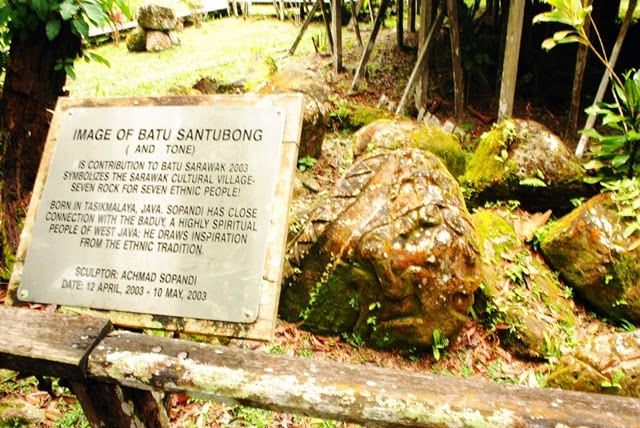 IMAGE OF BATU SANTUBONG
( AND TONE)
IS CONTRIBUTION TO BATU SARAWAK 2003
SYMBOLIZES THE SARAWAK CULTURAL VILLAGE-
SEVEN ROCK FOR SEVEN ETHNIC PEOPLE!
BORN IN TASIKMALAYA, JAVA, SOPANDI HAS CLOSE
CONNECTION WITH THE BADUY, A HIGHLY SPIRITUAL
PEOPLE OF WEST JAVA; HE DRAWS INSPIRATION
FROM THE ETHNIC TRADITION.
SCULPTOR: ACHMAD SOPANDI
DATE: 12 APRIL, 2003 - 10 MAY, 2003